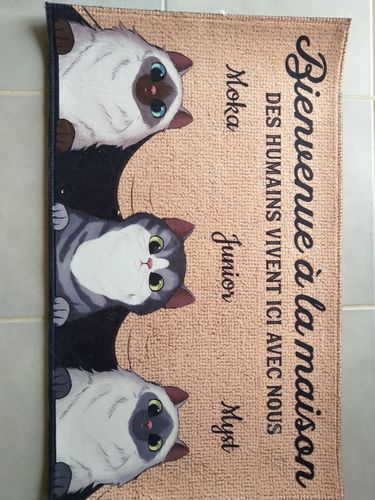 Bienvenue à la maison
DES HUMAINS VIVENT ICI AVEC NOUS
Moka Junior Myst